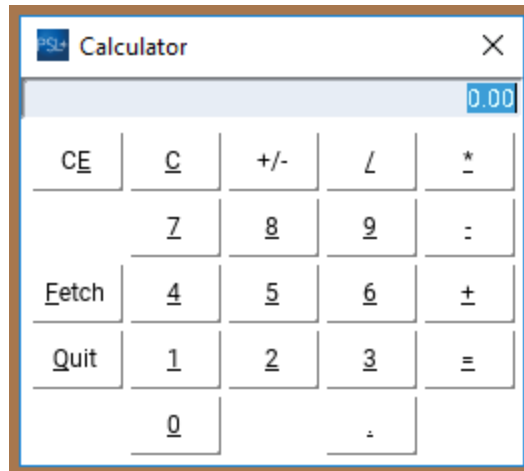 PSL+ Calculator
0.00
CE C +/- / *
7 8 9 -
Fetch 4 5 6 +
Quit 1 2 3 =
0 .